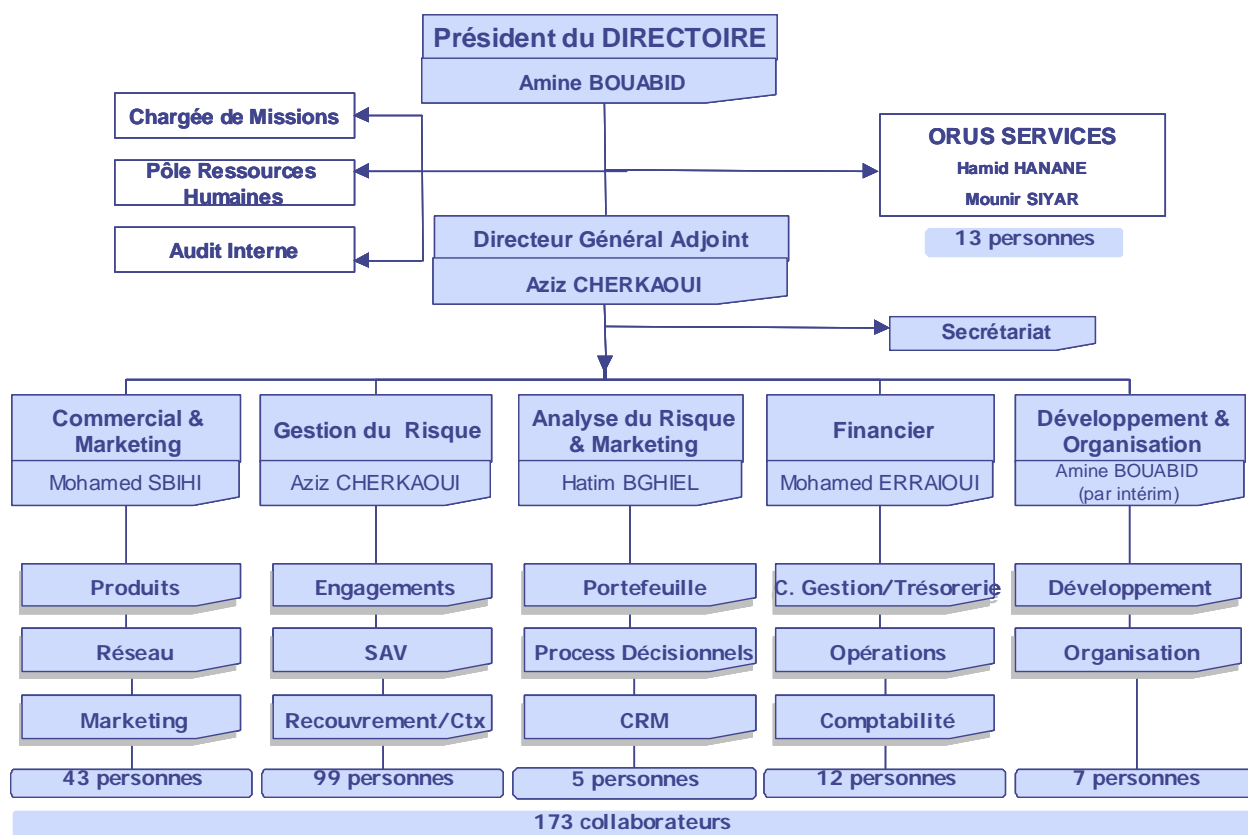 Président du DIRECTOIRE
Amine BOUABID
Chargée de Missions
Pôle Ressources
Humaines
Audit Interne
ORUS SERVICES
Hamid HANANE
Mounir SIYAR
13 personnes
Directeur Général Adjoint
Aziz CHERKAOUI
Secrétariat
Commercial &
Marketing
Mohamed SBIHI
Gestion du Risque
Aziz CHERKAOUI
Analyse du Risque
& Marketing
Hatim BGHIEL
Financier
Mohamed ERRAIOUI
Développement &
Organisation
Amine BOUABID
(par intérim)
Produits
Réseau
Marketing
43 personnes
Engagements
SAV
Recouvrement/Ctx
99 personnes
Portefeuille
Process Décisionnels
CRM
5 personnes
C. Gestion/Trésorerie
Opérations
Comptabilité
12 personnes
Développement
Organisation
7 personnes
173 collaborateurs